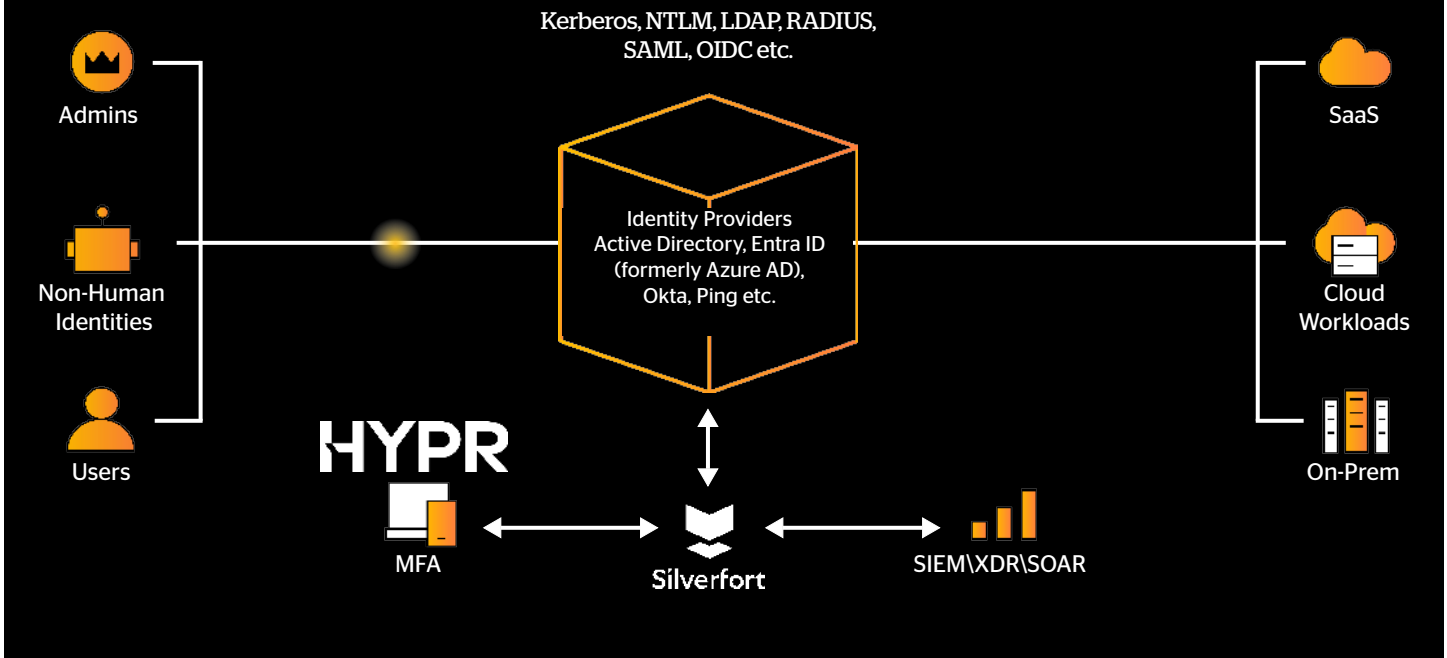 Kerberos, NTLM, LDAP, RADIUS,
SAML, OIDC etc.
Admins
SaaS
Identity Providers
Active Directory, Entra ID
(formerly Azure AD),
Okta, Ping etc.
Non-Human
Identities
Cloud
Workloads
Users
On-Prem
HYPR
MFA
Silverfort
SIEM\XDR\SOAR